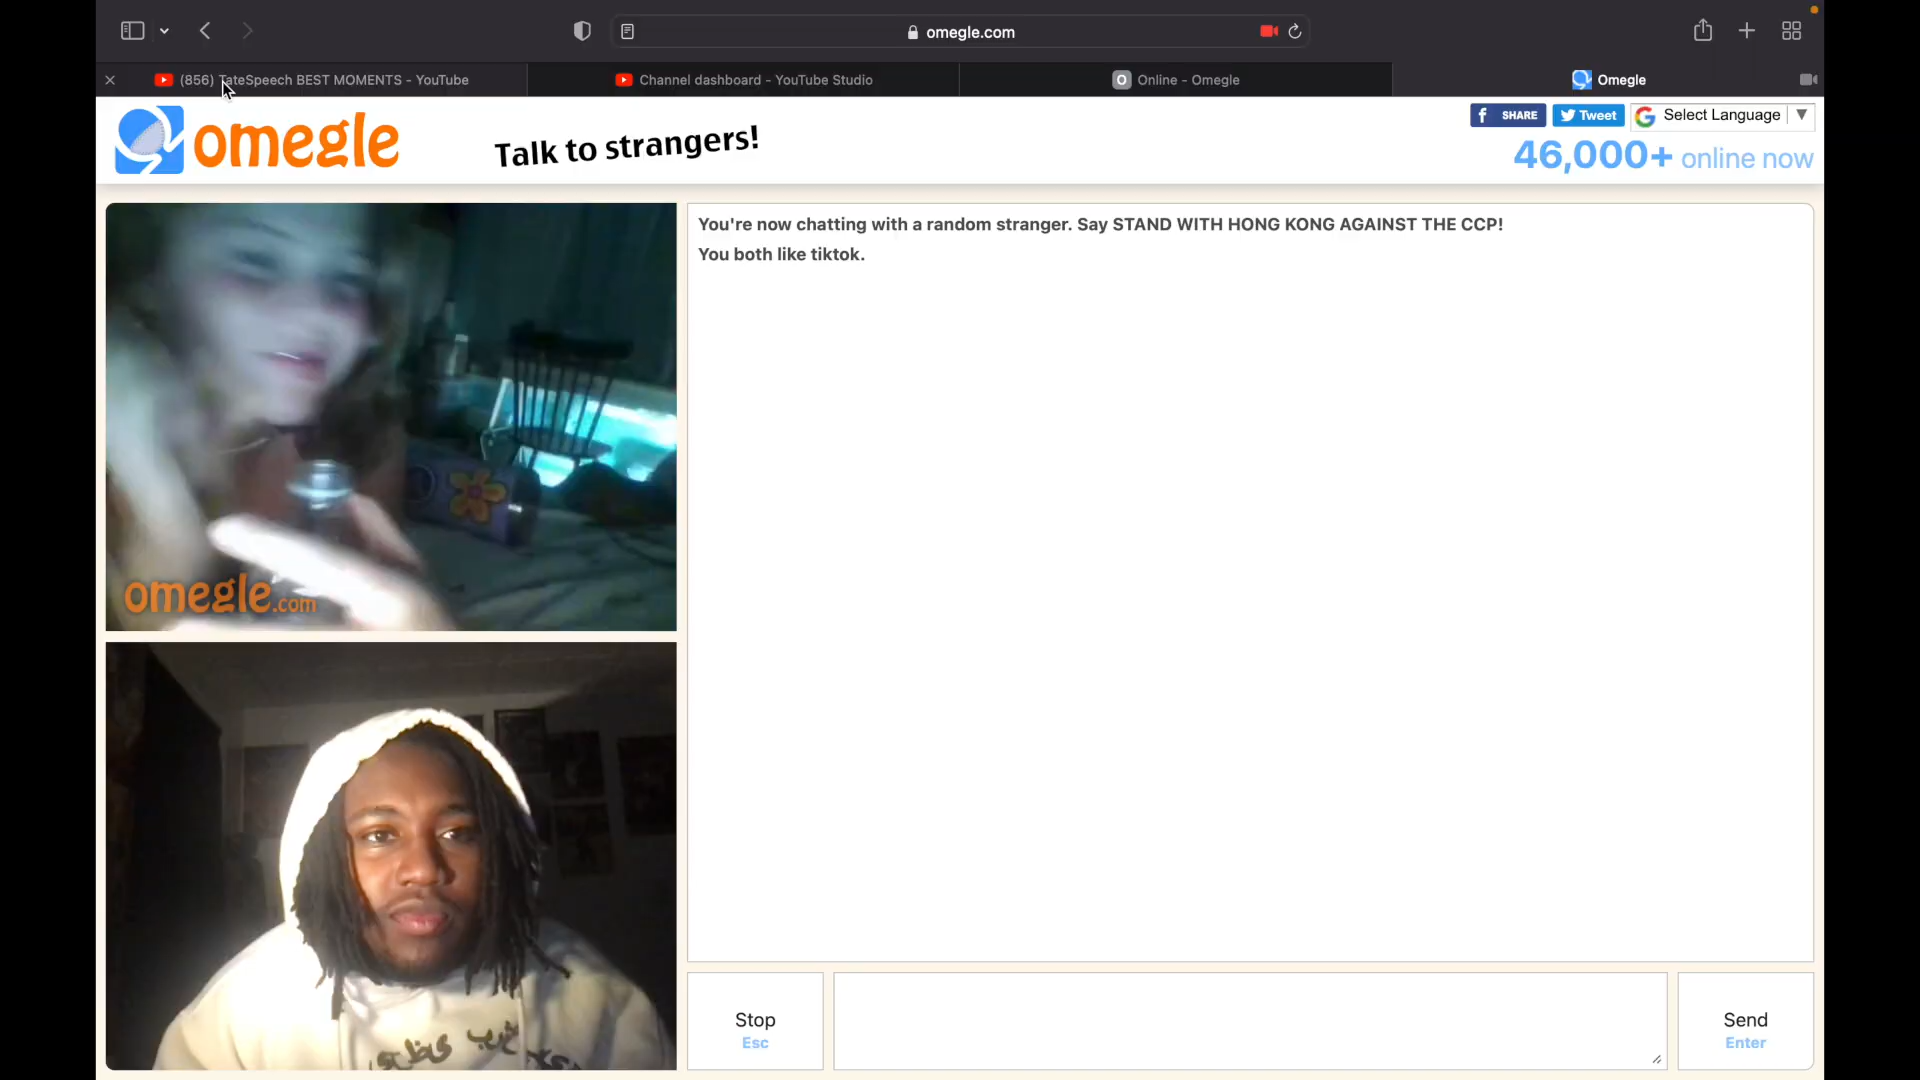 omegle.com
(856) TateSpeech BEST MOMENTS - YouTube
Channel dashboard - YouTube Studio
Online - Omegle
Omegle
omegle
Talk to strangers!
SHARE
Tweet
Select Language
46,000+ online now
You're now chatting with a random stranger. Say STAND WITH HONG KONG AGAINST THE CCP!
You both like tiktok.
omegle.com
Stop
Esc
Send
Enter